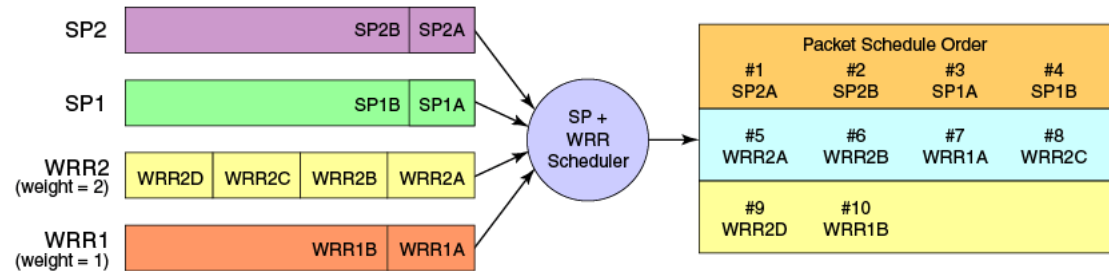 SP2
SP2B SP2A
SP1
SP1B SP1A
WRR2
(weight = 2)
WRR2D WRR2C WRR2B WRR2A
WRR1
(weight = 1)
WRR1B WRR1A
SP +
WRR
Scheduler
Packet Schedule Order
#1 #2 #3 #4
SP2A SP2B SP1A SP1B
#5 #6 #7 #8
WRR2A WRR2B WRR1A WRR2C
#9 #10
WRR2D WRR1B